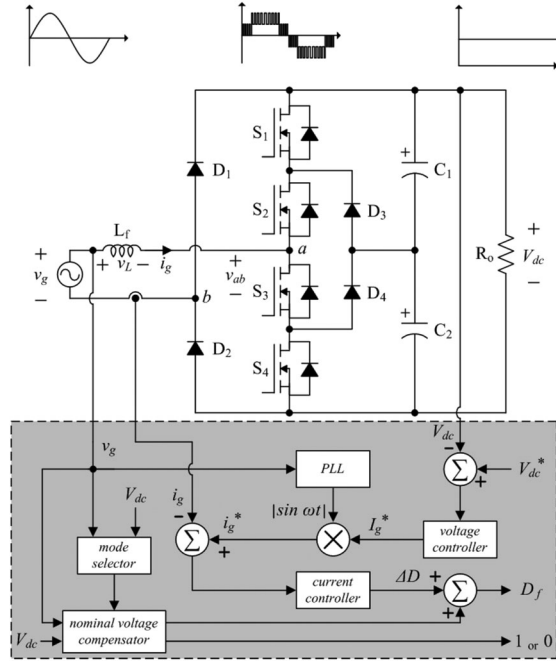 S1
D1
C1
S2
D3
Lf
a
+
+ vL −
ig
+
+
vg
vab
Ro
Vdc
−
−
−
b
S3
D4
+
C2
D2
S4
vg
Vdc
−
Σ
Vdc*
+
PLL
Vdc
ig
|sin ωt|
−
Σ
ig*
+
×
Ig*
voltage
controller
mode
selector
current
controller
ΔD
+
Σ
Df
+
nominal voltage
compensator
Vdc
1 or 0